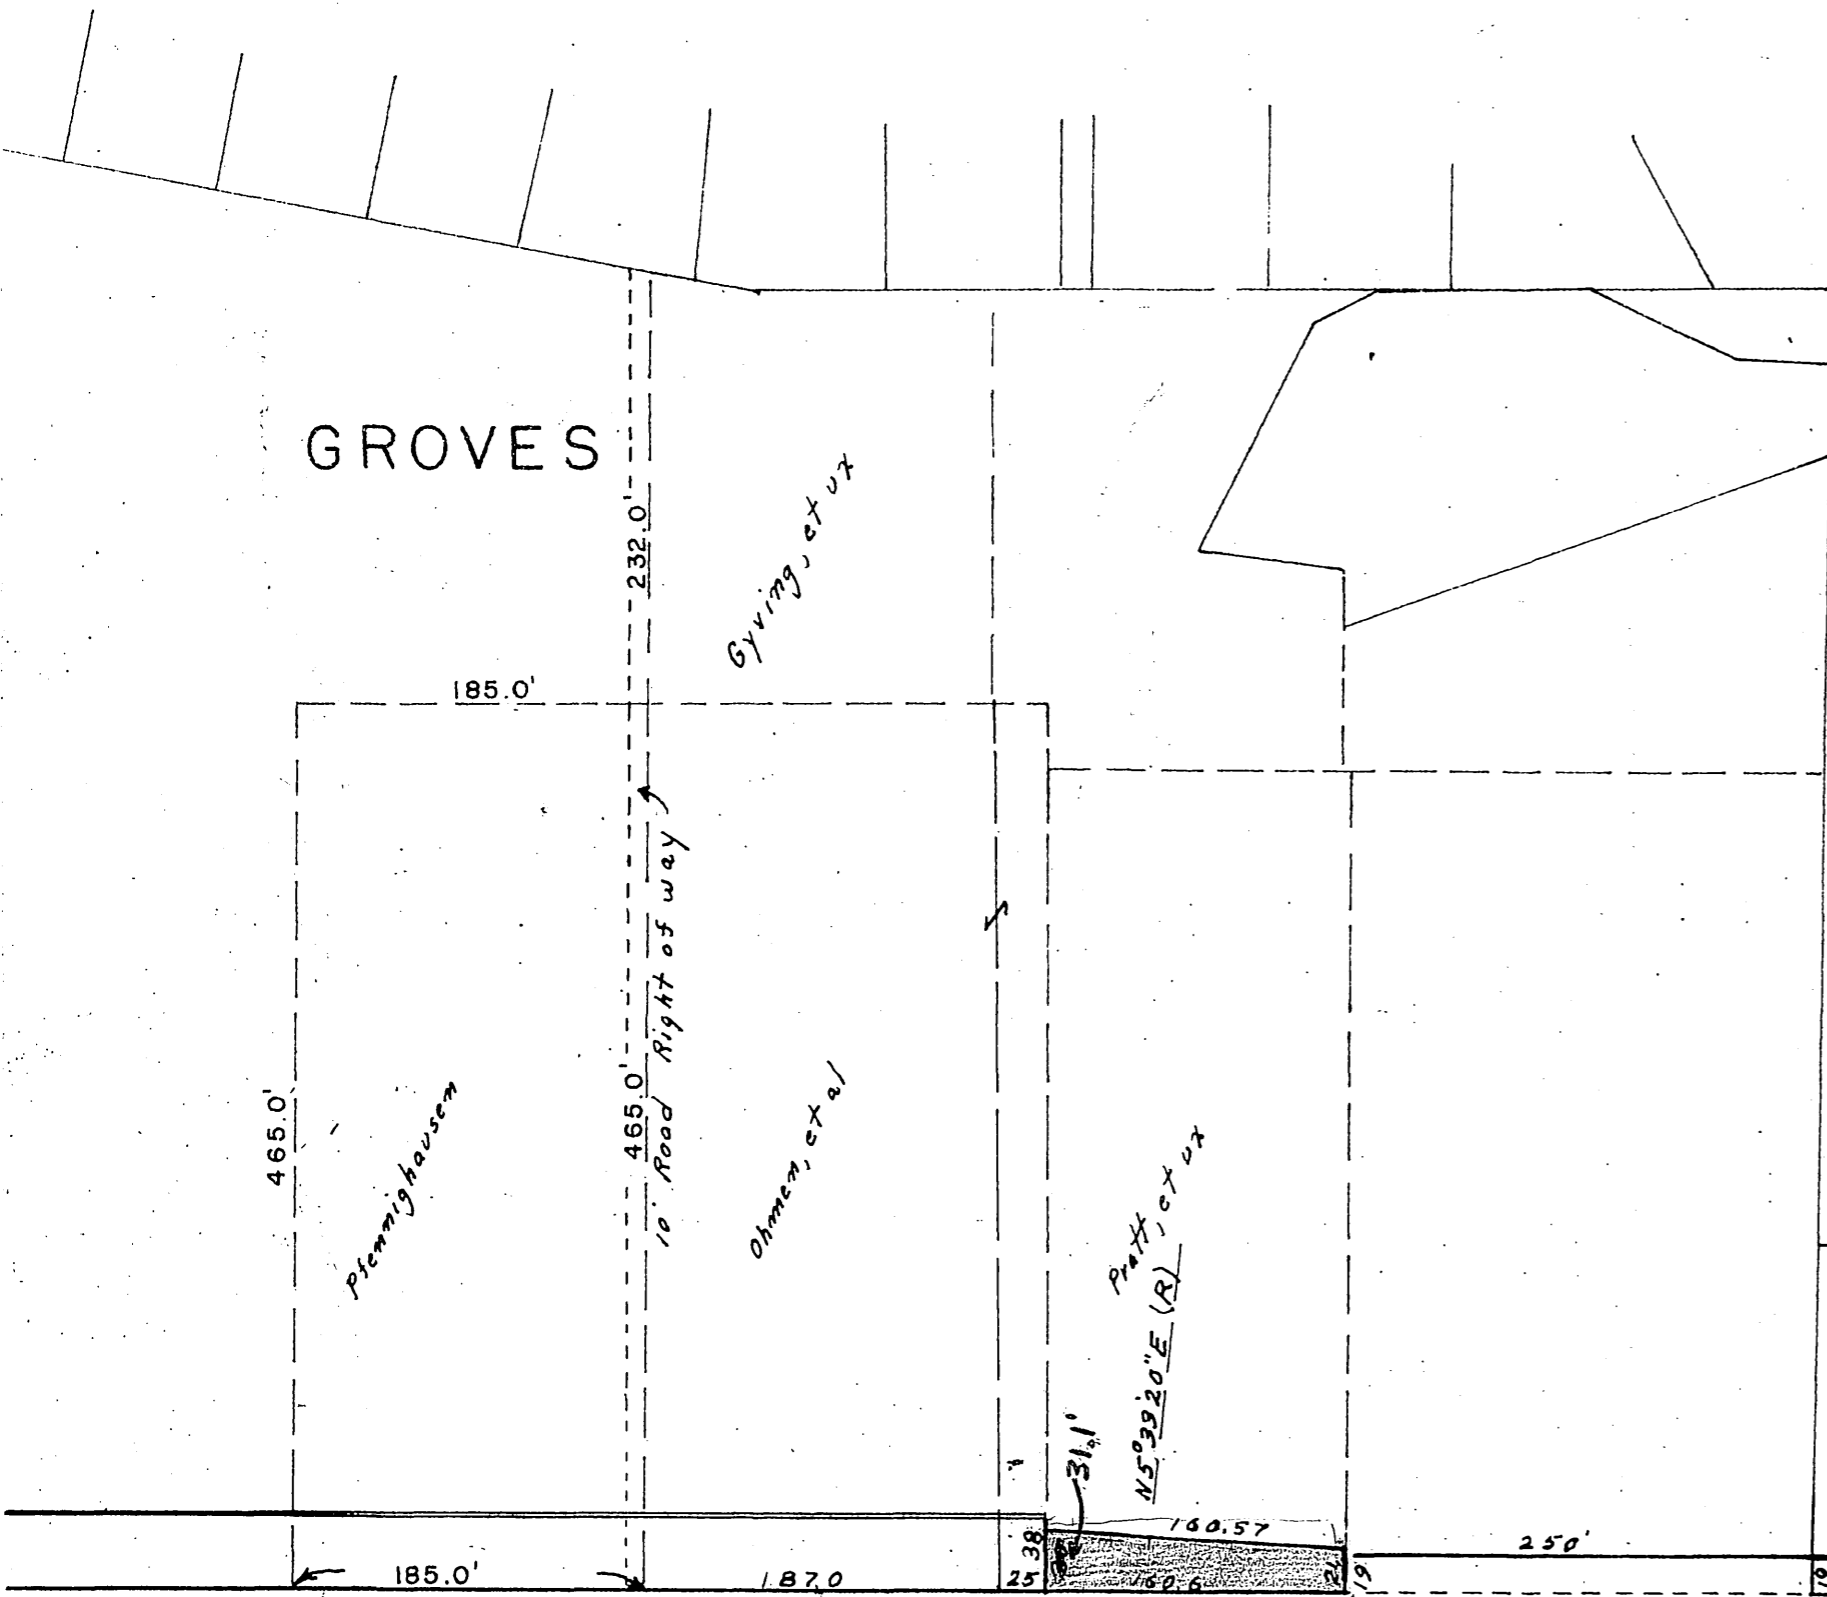 GROVES
232.0'
Gyving, et ux
185.0'
10' Road Right of way
465.0'
465.0'
Pfennighausen
Ohmen, et al
Pratt, et ux
N5°39'20"E (R)
31.1'
160.57
250'
38
185.0'
187.0
25
160.6
21
19
19